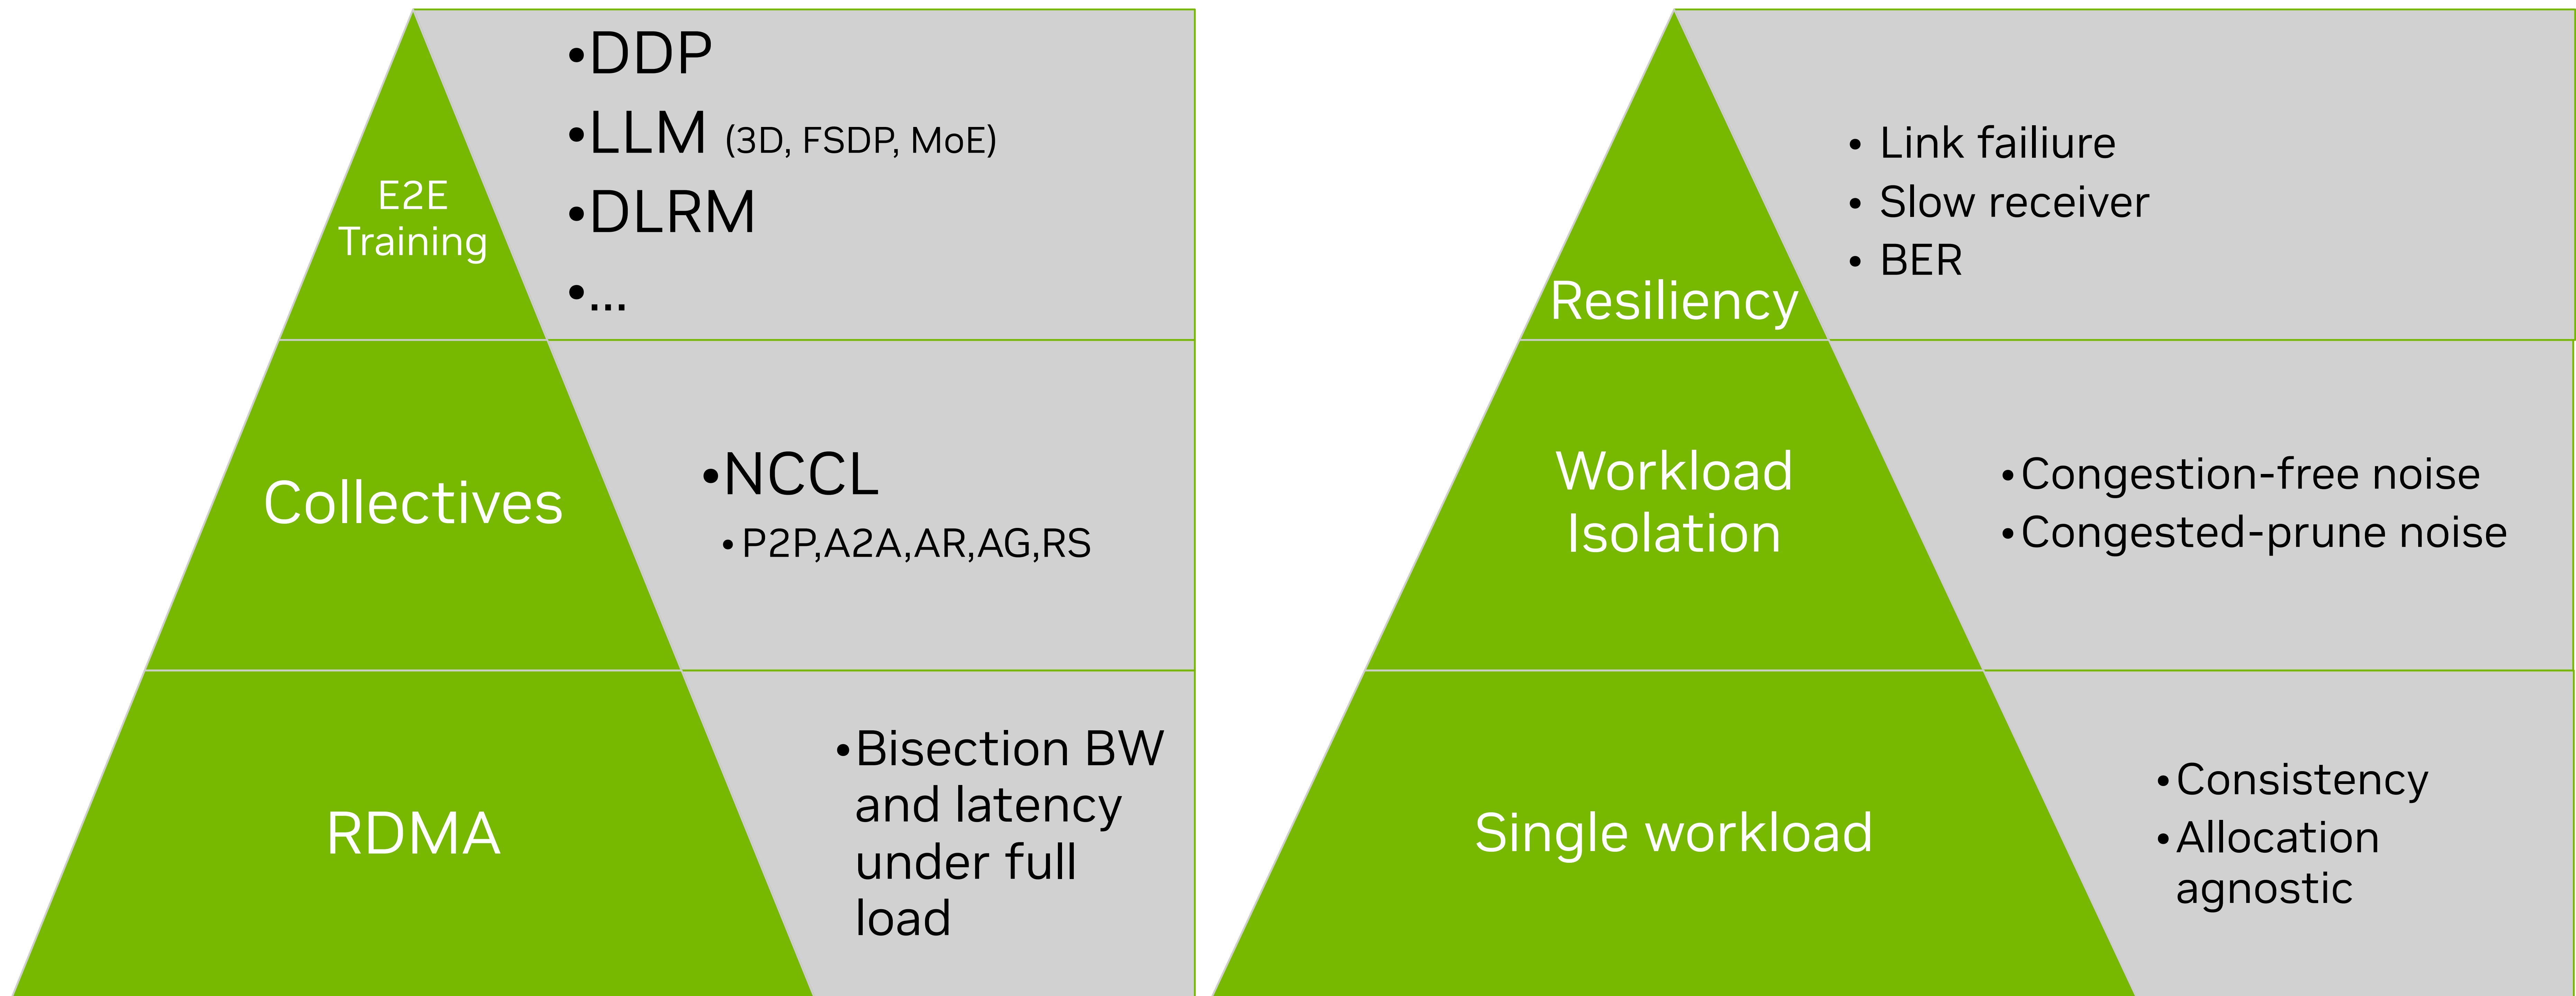 E2E
Training
•DDP
•LLM (3D, FSDP, MoE)
•DLRM
•...
Collectives
•NCCL
•P2P,A2A,AR,AG,RS
RDMA
•Bisection BW
and latency
under full
load
Resiliency
• Link failiure
• Slow receiver
• BER
Workload
Isolation
•Congestion-free noise
•Congested-prune noise
Single workload
•Consistency
•Allocation
agnostic